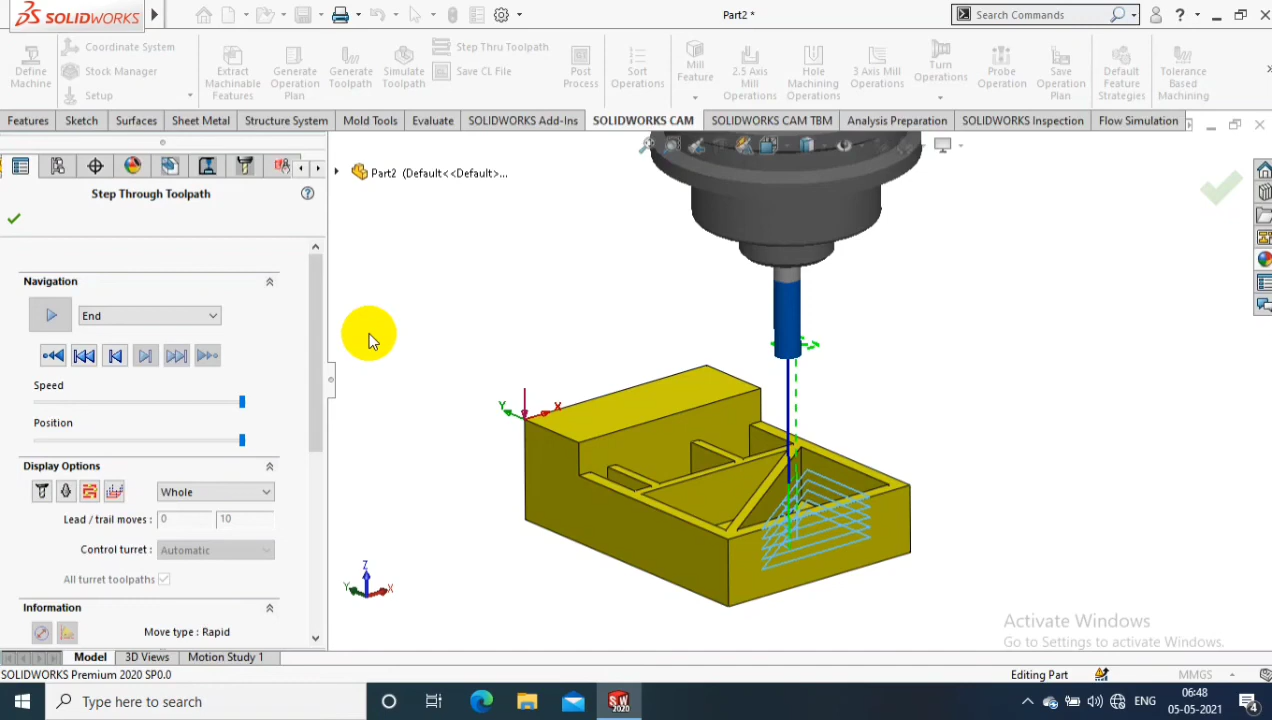 SOLIDWORKS
Part2 *
Search Commands
Define Machine
Coordinate System
Stock Manager
Setup
Extract Machinable Features
Generate Operation Plan
Generate Toolpath
Simulate Toolpath
Step Thru Toolpath
Save CL File
Post Process
Sort Operations
Mill Feature
2.5 Axis Mill Operations
Hole Machining Operations
3 Axis Mill Operations
Turn Operations
Probe Operation
Save Operation Plan
Default Feature Strategies
Tolerance Based Machining
Features
Sketch
Surfaces
Sheet Metal
Structure System
Mold Tools
Evaluate
SOLIDWORKS Add-Ins
SOLIDWORKS CAM
SOLIDWORKS CAM TBM
Analysis Preparation
SOLIDWORKS Inspection
Flow Simulation
Part2 (Default<<Default>...
Step Through Toolpath
Navigation
End
Speed
Position
Display Options
Whole
Lead / trail moves : 0 10
Control turret : Automatic
All turret toolpaths
Information
Move type : Rapid
Y X
Z
Y X
Activate Windows
Go to Settings to activate Windows.
Model
3D Views
Motion Study 1
SOLIDWORKS Premium 2020 SP0.0
Editing Part
MMGS
Type here to search
SW
2020
ENG
06:48
05-05-2021
4